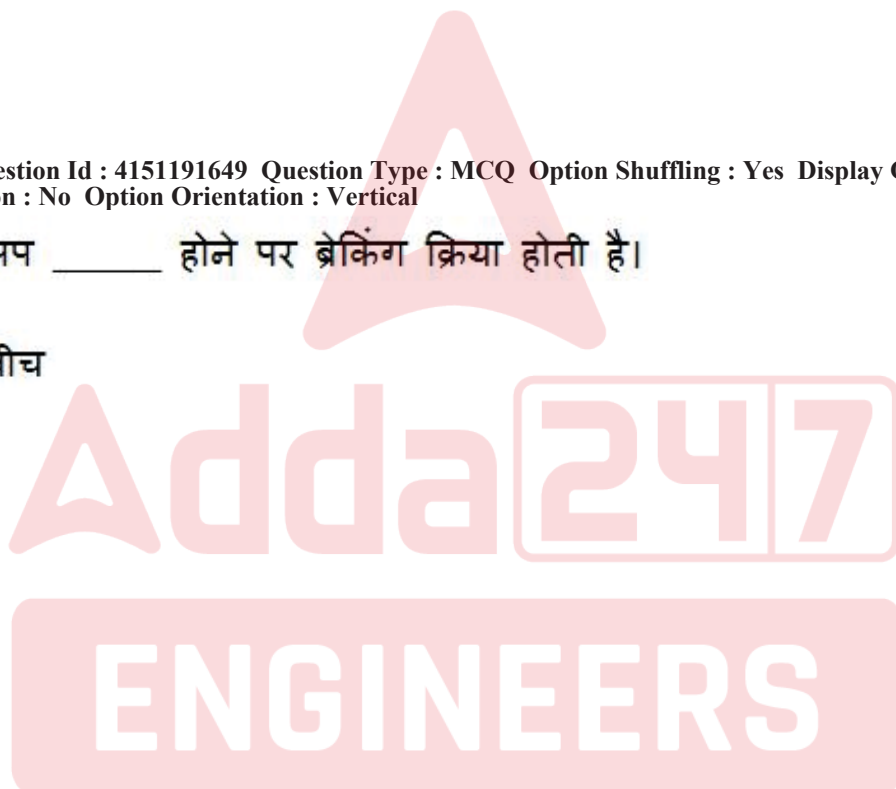 estion Id : 4151191649 Question Type : MCQ Option Shuffling : Yes Display
n : No Option Orientation : Vertical
होने पर ब्रेकिंग क्रिया होती है।
Adda247
ENGINEERS